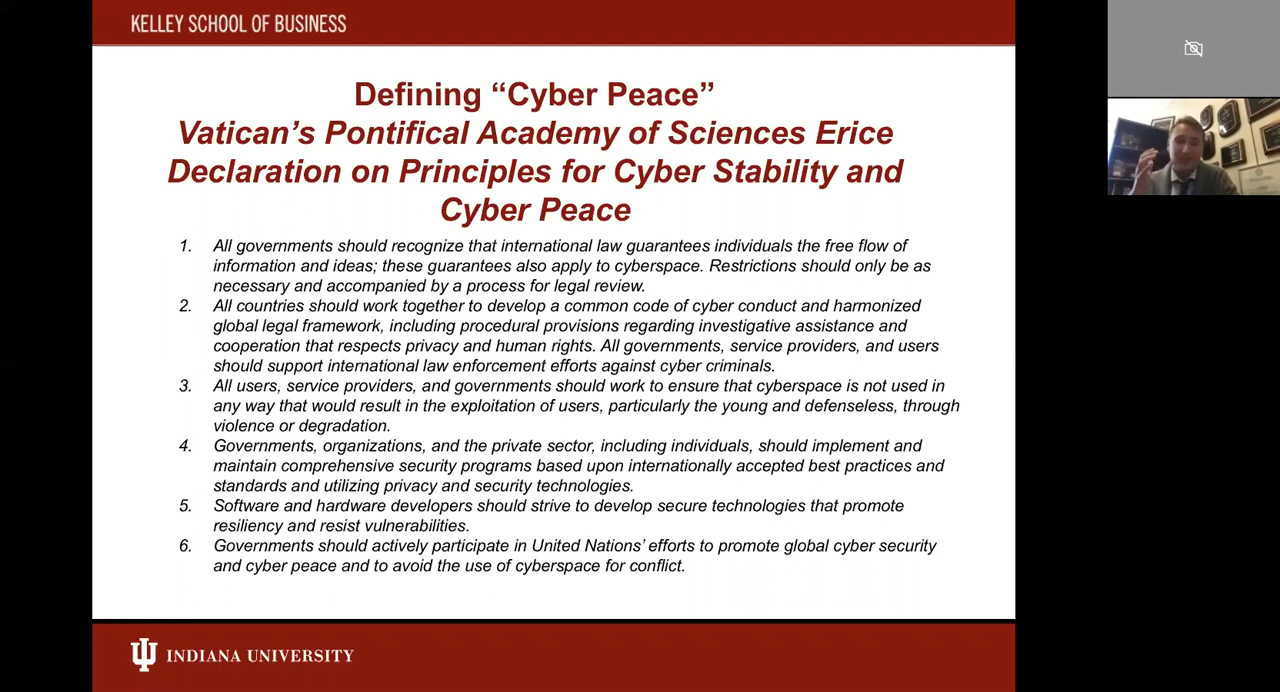 KELLEY SCHOOL OF BUSINESS
Defining “Cyber Peace”
Vatican’s Pontifical Academy of Sciences Erice
Declaration on Principles for Cyber Stability and
Cyber Peace
1. All governments should recognize that international law guarantees individuals the free flow of
information and ideas; these guarantees also apply to cyberspace. Restrictions should only be as
necessary and accompanied by a process for legal review.
2. All countries should work together to develop a common code of cyber conduct and harmonized
global legal framework, including procedural provisions regarding investigative assistance and
cooperation that respects privacy and human rights. All governments, service providers, and users
should support international law enforcement efforts against cyber criminals.
3. All users, service providers, and governments should work to ensure that cyberspace is not used in
any way that would result in the exploitation of users, particularly the young and defenseless, through
violence or degradation.
4. Governments, organizations, and the private sector, including individuals, should implement and
maintain comprehensive security programs based upon internationally accepted best practices and
standards and utilizing privacy and security technologies.
5. Software and hardware developers should strive to develop secure technologies that promote
resiliency and resist vulnerabilities.
6. Governments should actively participate in United Nations’ efforts to promote global cyber security
and cyber peace and to avoid the use of cyberspace for conflict.
INDIANA UNIVERSITY